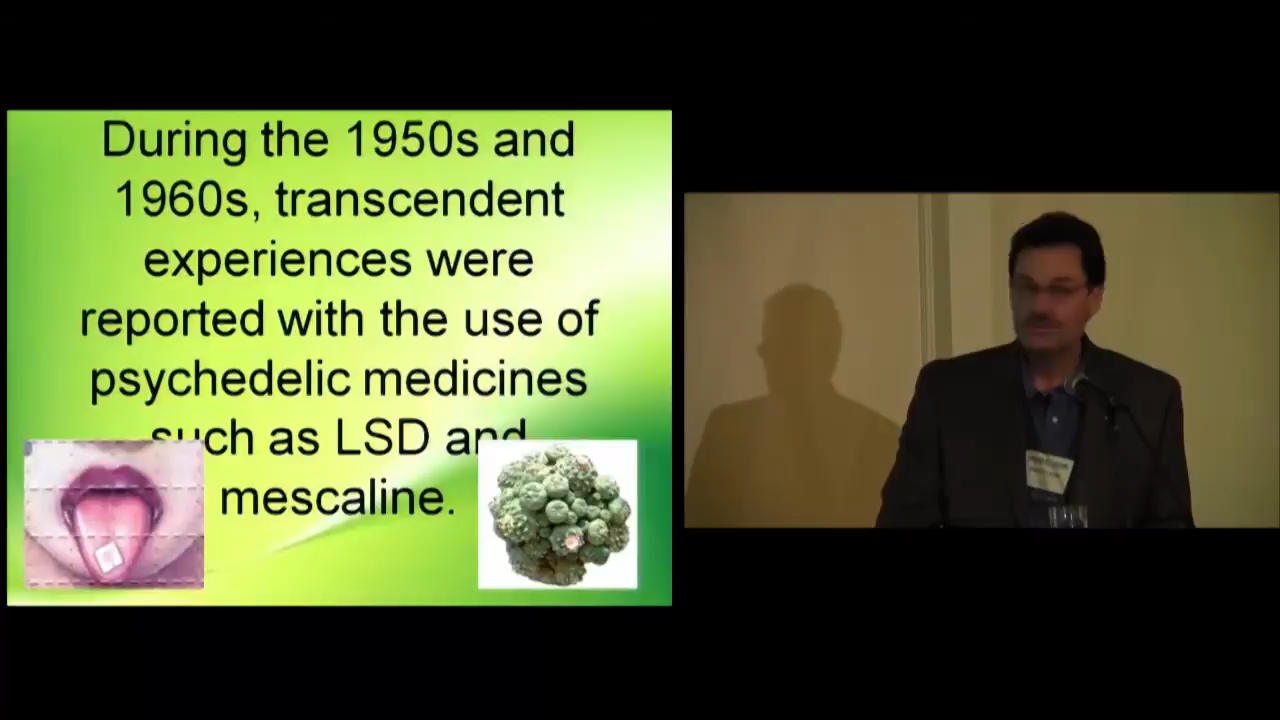 During the 1950s and
1960s, transcendent
experiences were
reported with the use of
psychedelic medicines
such as LSD and
mescaline.